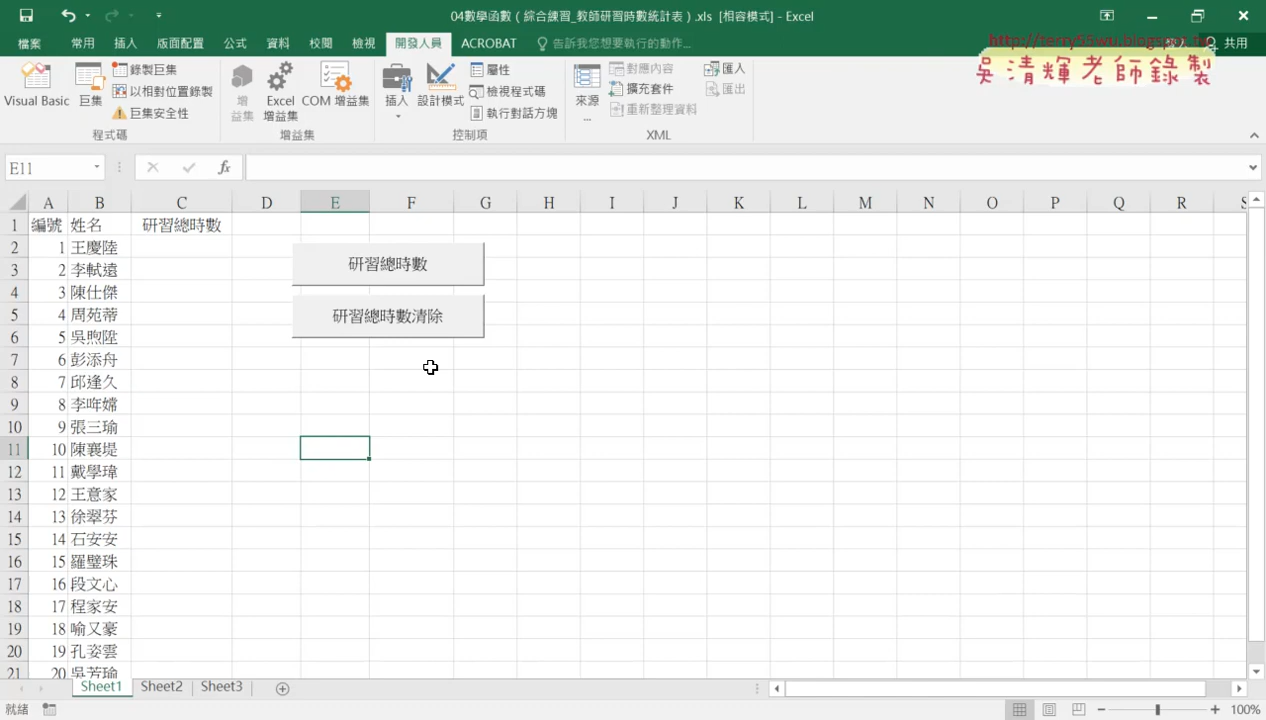 04數學函數（綜合練習_教師研習時數統計表）.xls [相容模式] - Excel
http://terry55wu.blogspot.tw
吳清輝老師錄製
檔案 常用 插入 版面配置 公式 資料 校閱 檢視 開發人員 ACROBAT 告訴我您想要執行的動作... 共用
Visual Basic 巨集 錄製巨集 以相對位置錄製 巨集安全性 程式碼
增益集 Excel 增益集 COM 增益集 增益集
插入 設計模式 屬性 檢視程式碼 執行對話方塊 控制項
來源... 對應內容 擴充套件 重新整理資料 匯入 匯出 XML
E11 fx
A B C D E F G H I J K L M N O P Q R S
1 編號 姓名 研習總時數
2 1 王慶陸
3 2 李軾遠
4 3 陳仕傑
5 4 周苑蒂
6 5 吳煦陞
7 6 彭添舟
8 7 邱逢久
9 8 李哖嫦
10 9 張三瑜
11 10 陳襄堤
12 11 戴學瑋
13 12 王意家
14 13 徐翠芬
15 14 石安安
16 15 羅璧珠
17 16 段文心
18 17 程家安
19 18 喻又豪
20 19 孔姿雲
21 20 吳芳瑜
研習總時數
研習總時數清除
Sheet1 Sheet2 Sheet3
就緒 100%